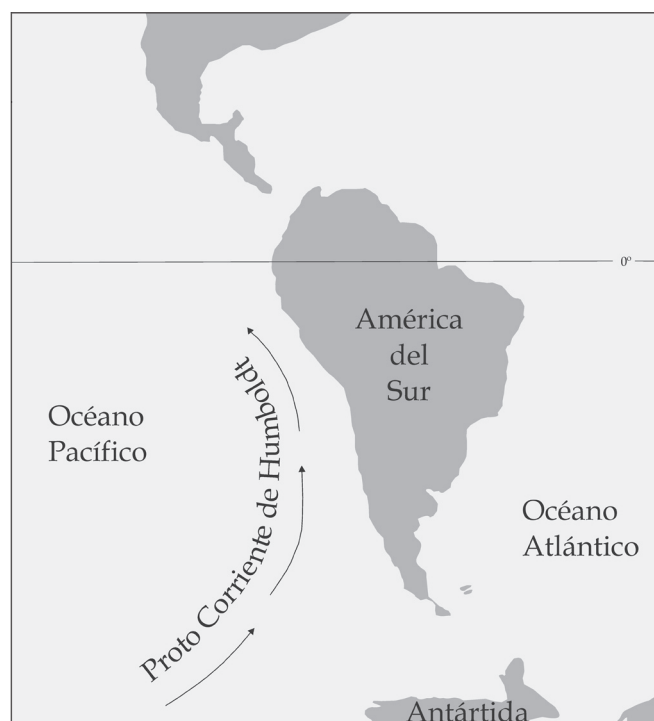 0º
América
del
Sur
Océano
Pacífico
Proto Corriente de Humboldt
Océano
Atlántico
Antártida